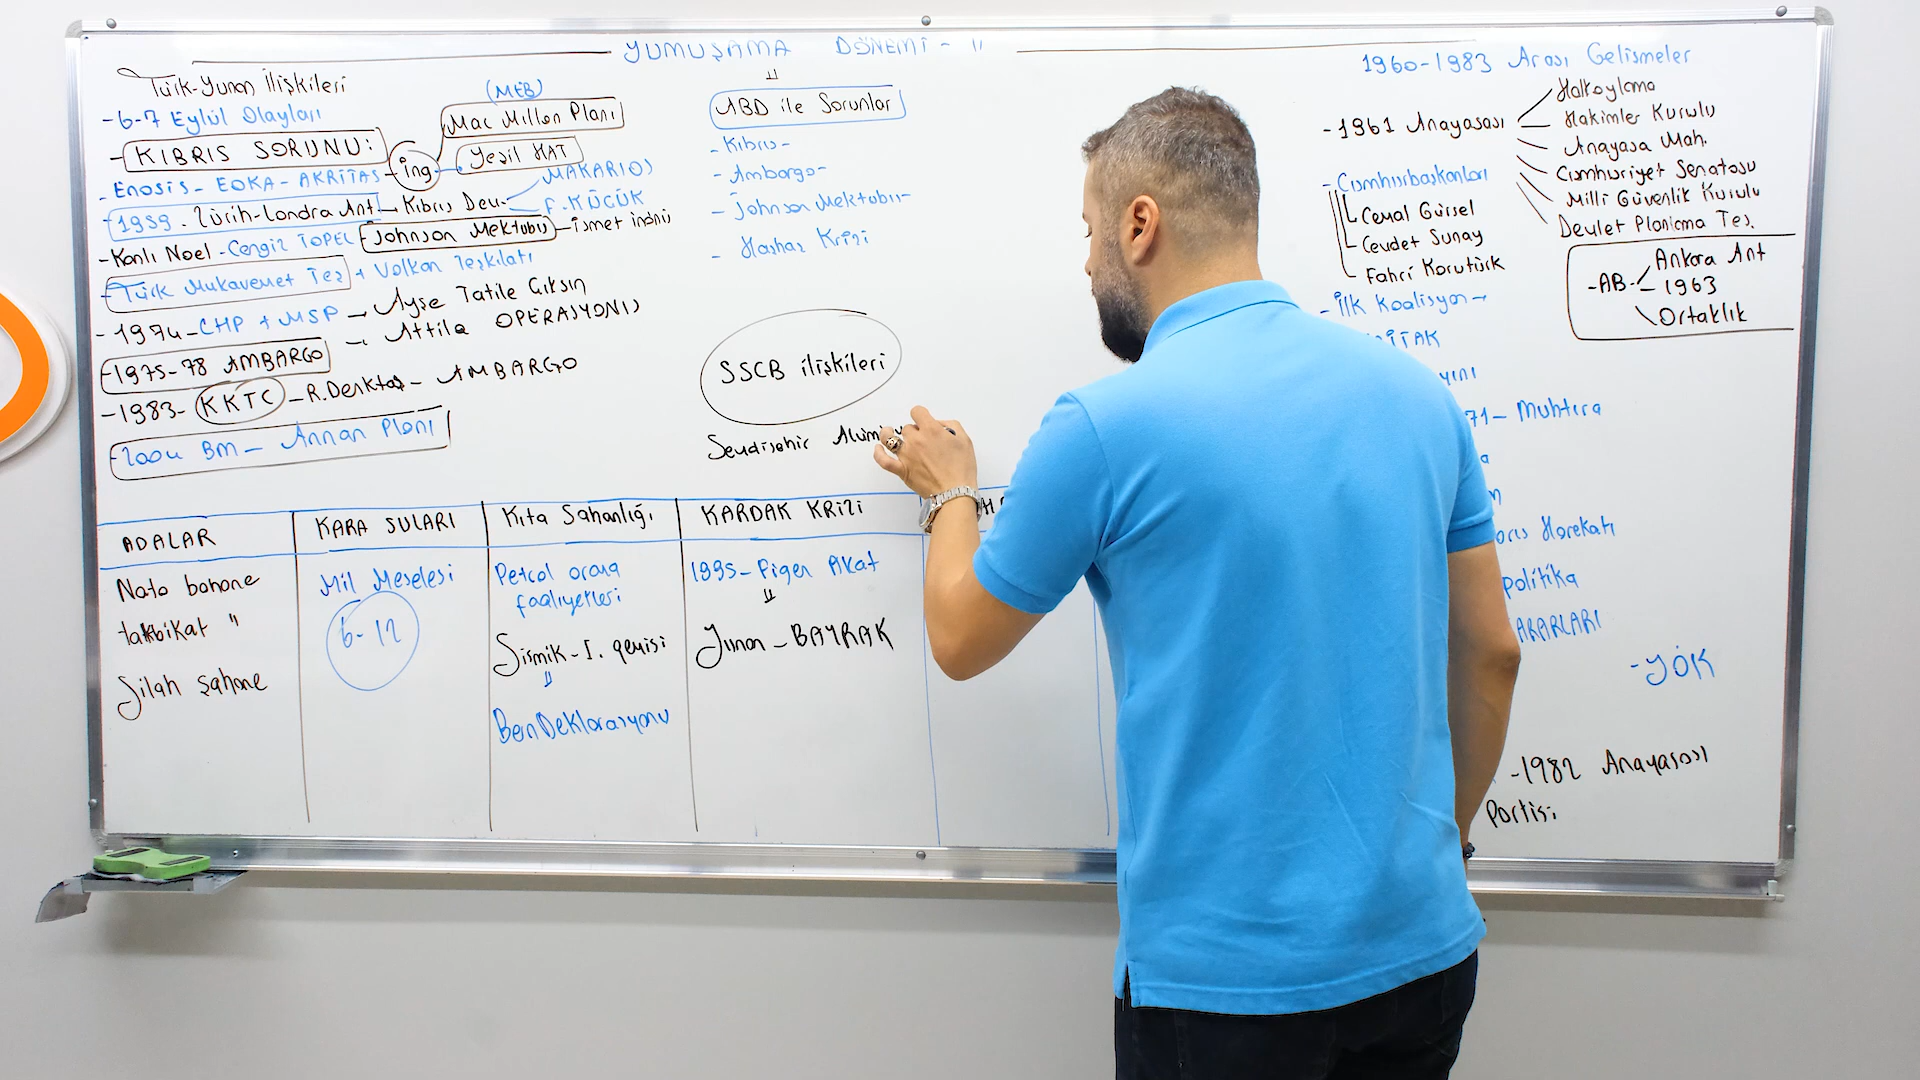 YUMUŞAMA DÖNEMİ - II
Türk-Yunan İlişkileri
-6-7 Eylül Olayları
-KIBRIS SORUNU:
İng
(MEB)
Mac Millan Planı
Yeşil HAT
-Enosis-EOKA-AKRİTAS-
-1959. Zürih-Londra Ant → Kıbrıs Dev.
MAKARIOS
F.KÜÇÜK
-Kanlı Noel-Cengiz TOPEL
Johnson Mektubu-İsmet İnönü
-Türk Mukavemet Teş + Volkan Teşkilatı
-1974-CHP + MSP → Ayşe Tatile Çıksın
→ Attila OPERASYONU
-1975-78 AMBARGO
-1983- KKTC -R.Denktaş-AMBARGO
2004 BM - Annan Planı
ABD ile Sorunlar
-Kıbrıs-
-Ambargo-
-Johnson Mektubu-
- Haşhaş Krizi
SSCB ilişkileri
Seydişehir
1960-1983 Arası Gelişmeler
-1961 Anayasası
Halkoylama
Hakimler Kurulu
Anayasa Mah.
Cumhuriyet Senatosu
Milli Güvenlik Kurulu
Devlet Planlama Teş.
-Cumhurbaşkanları
Cemal Gürsel
Cevdet Sunay
Fahri Korutürk
-AB-
Ankara Ant
1963
Ortaklık
-İlk Koalisyon→
İTAK
71-Muhtıra
Harekatı
politika
KARARLARI
-YÖK
-1982 Anayasası
Partisi
ADALAR
Nato bahane
tatbikat "
Silah şahane
KARA SULARI
Mil Meselesi
6-12
Kıta Sahanlığı
Petrol arama
faaliyetleri
Sismik-I. gemisi
Bern Deklarasyonu
KARDAK KRİZİ
1995-Figen Akat
Yunan - BAYRAK